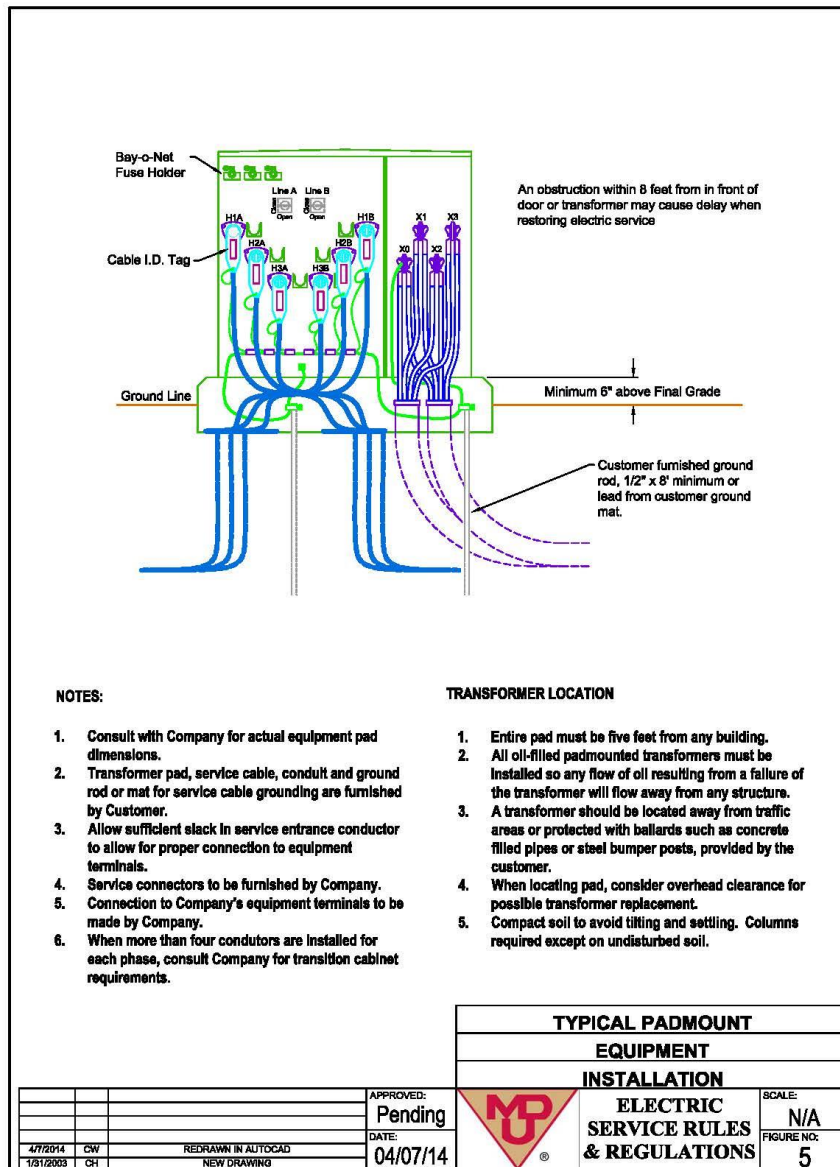 Bay-o-Net
Fuse Holder
Line A Line B
Close
Open
Close
Open
H1A
H2A
H3A
H3B
H2B
H1B
X0
X1
X2
X3
An obstruction within 8 feet from in front of
door or transformer may cause delay when
restoring electric service
Cable I.D. Tag
Ground Line
Minimum 6" above Final Grade
Customer furnished ground
rod, 1/2" x 8' minimum or
lead from customer ground
mat.
NOTES:
1. Consult with Company for actual equipment pad
dimensions.
2. Transformer pad, service cable, conduit and ground
rod or mat for service cable grounding are furnished
by Customer.
3. Allow sufficient slack in service entrance conductor
to allow for proper connection to equipment
terminals.
4. Service connectors to be furnished by Company.
5. Connection to Company's equipment terminals to be
made by Company.
6. When more than four condutors are installed for
each phase, consult Company for transition cabinet
requirements.
TRANSFORMER LOCATION
1. Entire pad must be five feet from any building.
2. All oil-filled padmounted transformers must be
installed so any flow of oil resulting from a failure of
the transformer will flow away from any structure.
3. A transformer should be located away from traffic
areas or protected with ballards such as concrete
filled pipes or steel bumper posts, provided by the
customer.
4. When locating pad, consider overhead clearance for
possible transformer replacement.
5. Compact soil to avoid tilting and settling. Columns
required except on undisturbed soil.
TYPICAL PADMOUNT
EQUIPMENT
INSTALLATION
4/7/2014 CW REDRAWN IN AUTOCAD
1/31/2003 CH NEW DRAWING
APPROVED:
Pending
DATE:
04/07/14
MDU
®
ELECTRIC
SERVICE RULES
& REGULATIONS
SCALE:
N/A
FIGURE NO:
5